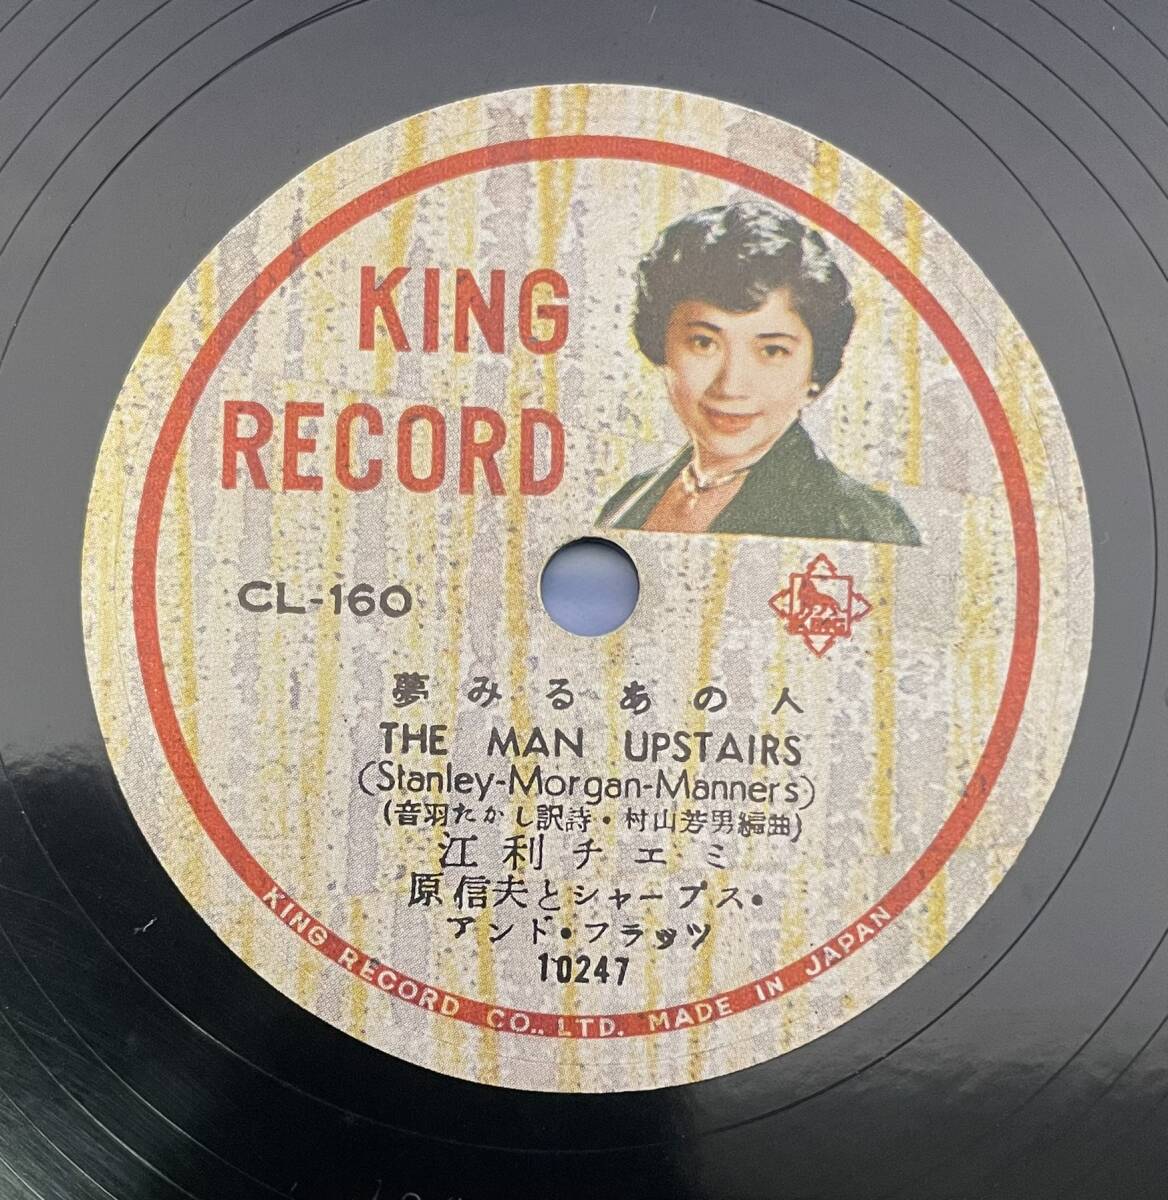 KING
RECORD
CL-160
KING
夢みるあの人
THE MAN UPSTAIRS
(Stanley-Morgan-Manners)
(音羽たかし訳詩・村山芳男編曲)
江利チエミ
原信夫とシャープス・
アンド・フラッツ
10247
KING RECORD CO., LTD. MADE IN JAPAN